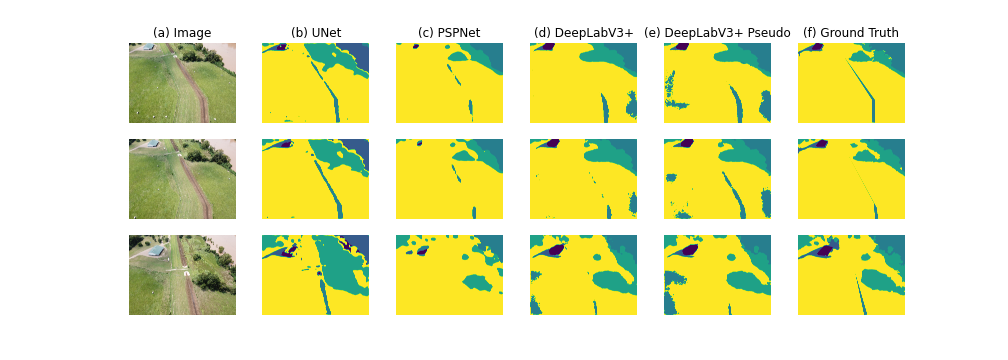 (a) Image
(b) UNet
(c) PSPNet
(d) DeepLabV3+
(e) DeepLabV3+ Pseudo
(f) Ground Truth